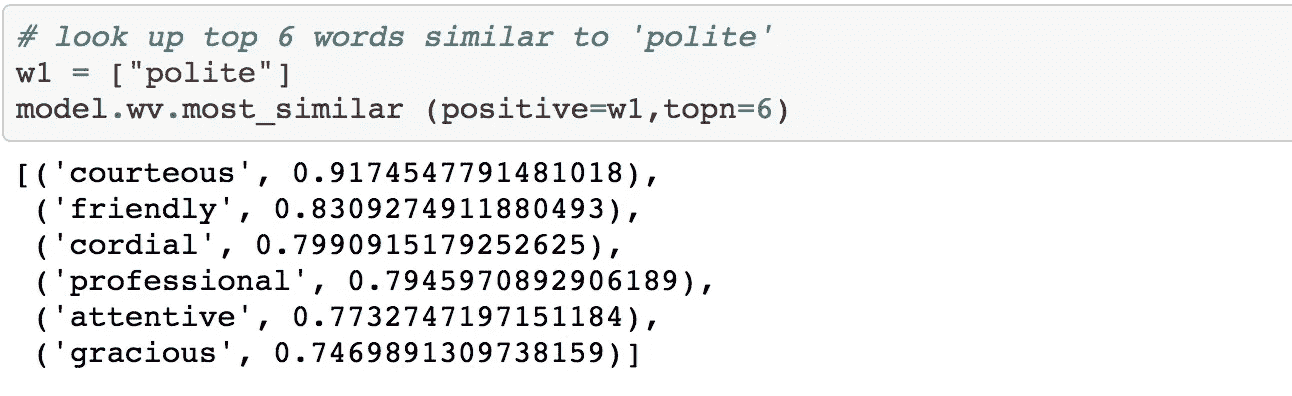 # look up top 6 words similar to 'polite'
w1 = ["polite"]
model.wv.most_similar (positive=w1,topn=6)
[('courteous', 0.9174547791481018),
('friendly', 0.8309274911880493),
('cordial', 0.7990915179252625),
('professional', 0.7945970892906189),
('attentive', 0.7732747197151184),
('gracious', 0.7469891309738159)]